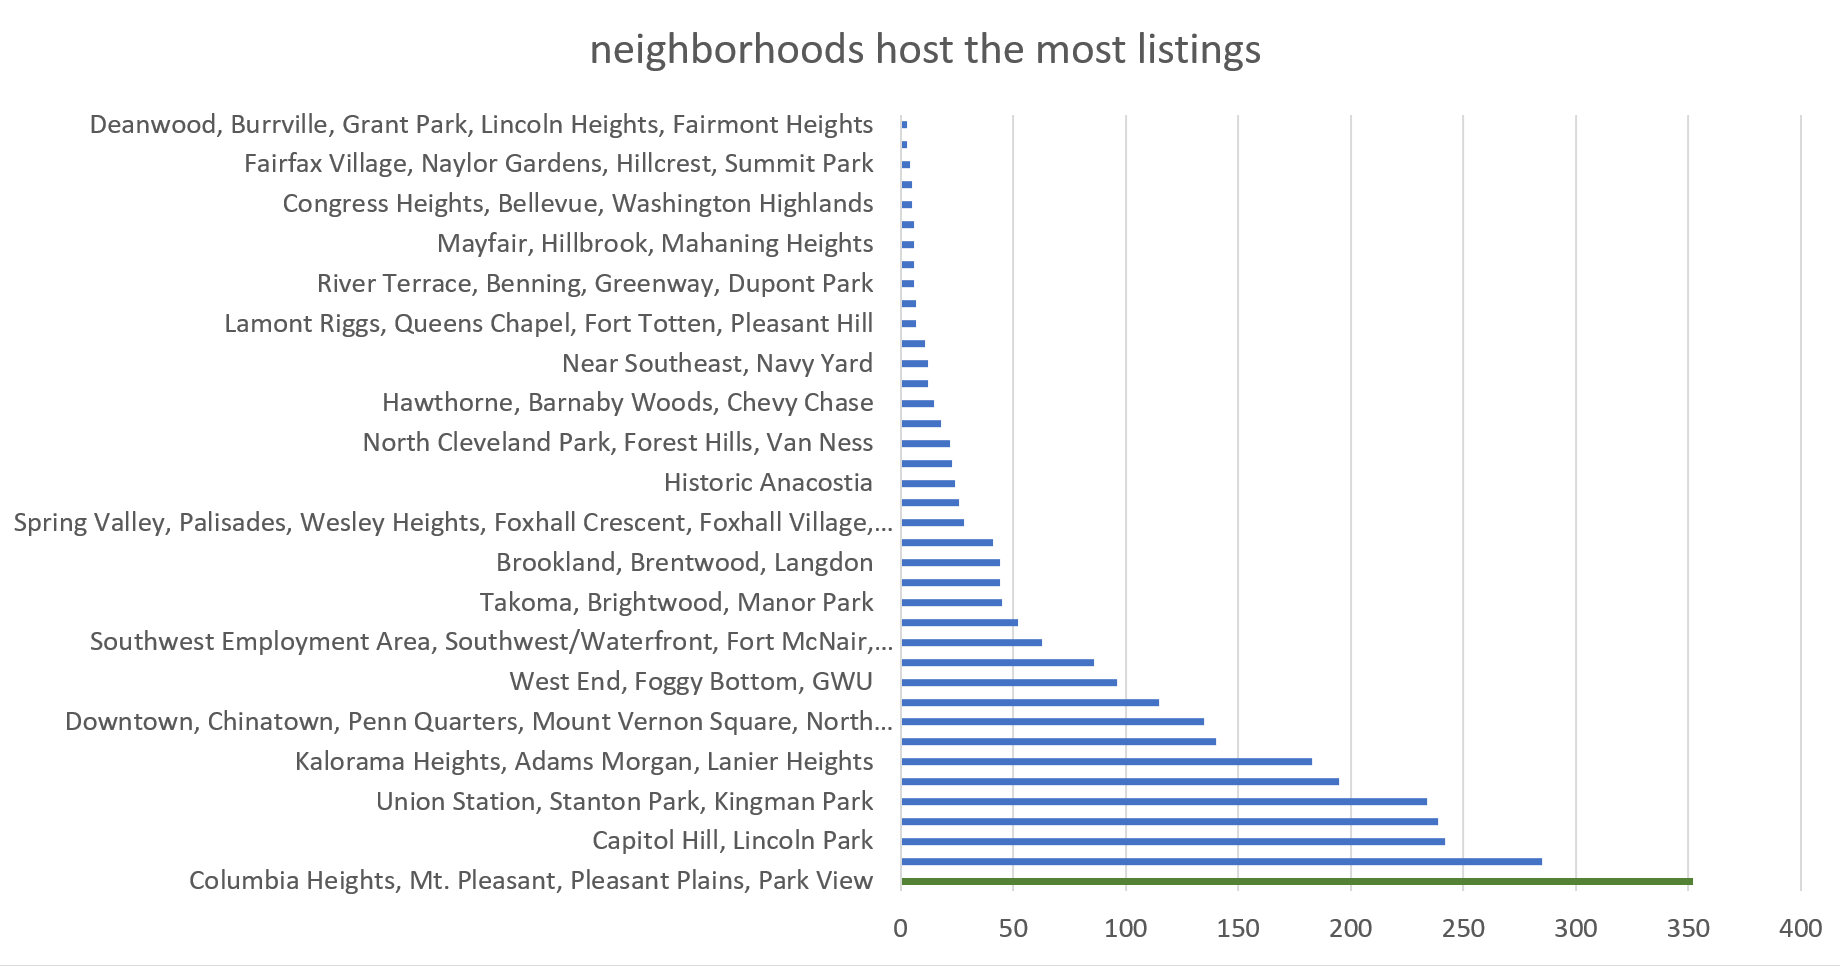 neighborhoods host the most listings
Deanwood, Burrville, Grant Park, Lincoln Heights, Fairmont Heights
Fairfax Village, Naylor Gardens, Hillcrest, Summit Park
Congress Heights, Bellevue, Washington Highlands
Mayfair, Hillbrook, Mahaning Heights
River Terrace, Benning, Greenway, Dupont Park
Lamont Riggs, Queens Chapel, Fort Totten, Pleasant Hill
Near Southeast, Navy Yard
Hawthorne, Barnaby Woods, Chevy Chase
North Cleveland Park, Forest Hills, Van Ness
Historic Anacostia
Spring Valley, Palisades, Wesley Heights, Foxhall Crescent, Foxhall Village,...
Brookland, Brentwood, Langdon
Takoma, Brightwood, Manor Park
Southwest Employment Area, Southwest/Waterfront, Fort McNair,...
West End, Foggy Bottom, GWU
Downtown, Chinatown, Penn Quarters, Mount Vernon Square, North...
Kalorama Heights, Adams Morgan, Lanier Heights
Union Station, Stanton Park, Kingman Park
Capitol Hill, Lincoln Park
Columbia Heights, Mt. Pleasant, Pleasant Plains, Park View
0 50 100 150 200 250 300 350 400